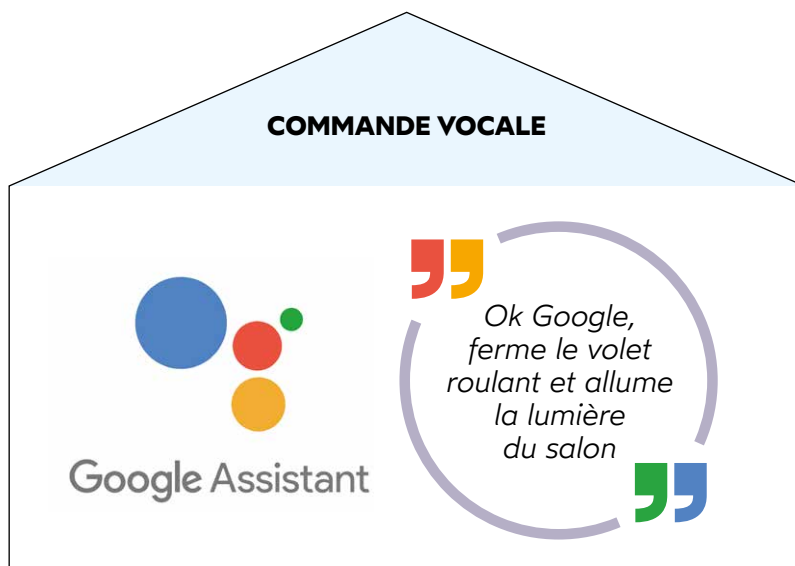 COMMANDE VOCALE
Google Assistant
Ok Google,
ferme le volet
roulant et allume
la lumière
du salon